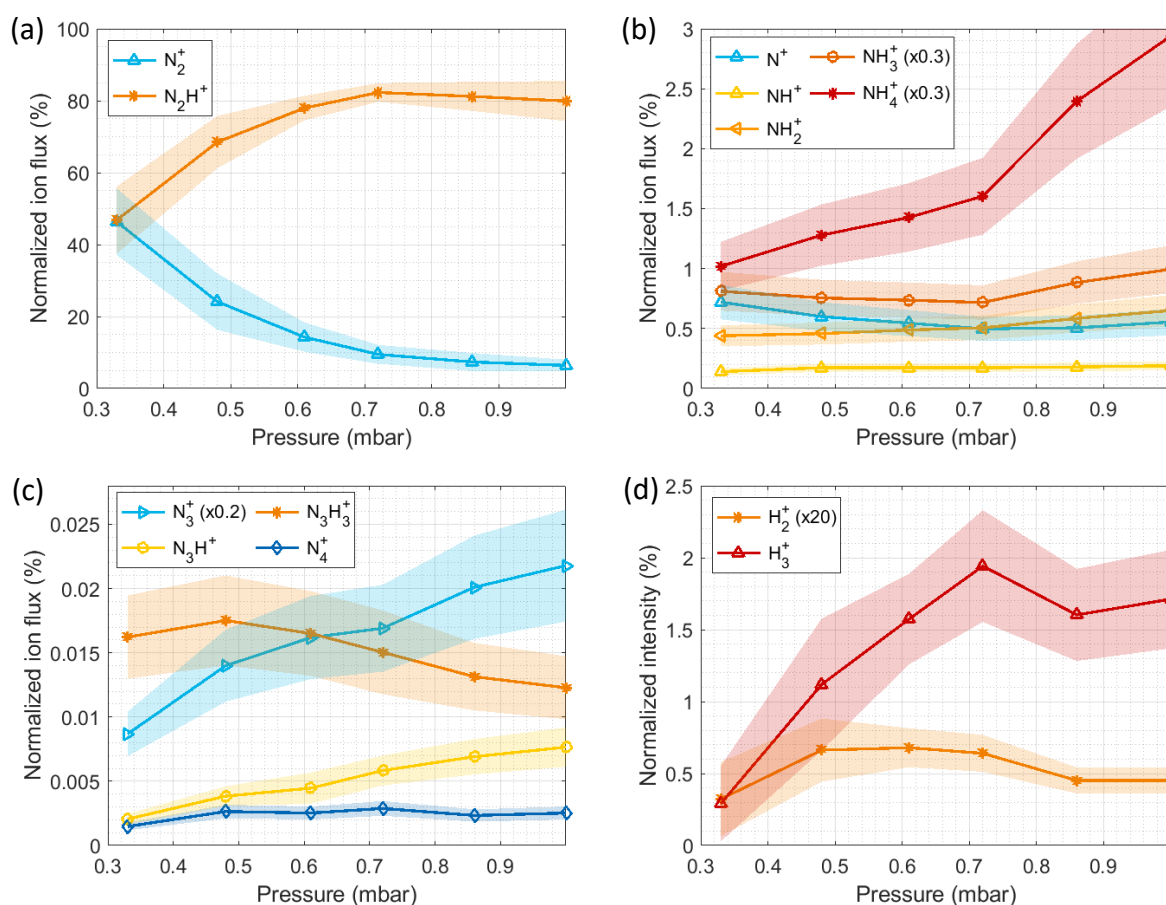 (a)
Normalized ion flux (%)
100
80
60
40
20
0
N₂⁺
N₂H⁺
0.3 0.4 0.5 0.6 0.7 0.8 0.9
Pressure (mbar)
(b)
Normalized ion flux (%)
3
2.5
2
1.5
1
0.5
0
N⁺ NH₃⁺ (x0.3)
NH⁺ NH₄⁺ (x0.3)
NH₂⁺
0.3 0.4 0.5 0.6 0.7 0.8 0.9
Pressure (mbar)
(c)
Normalized ion flux (%)
0.025
0.02
0.015
0.01
0.005
0
N₃⁺ (x0.2) N₃H₃⁺
N₃H⁺ N₄⁺
0.3 0.4 0.5 0.6 0.7 0.8 0.9
Pressure (mbar)
(d)
Normalized intensity (%)
2.5
2
1.5
1
0.5
0
H₂⁺ (x20)
H₃⁺
0.3 0.4 0.5 0.6 0.7 0.8 0.9
Pressure (mbar)